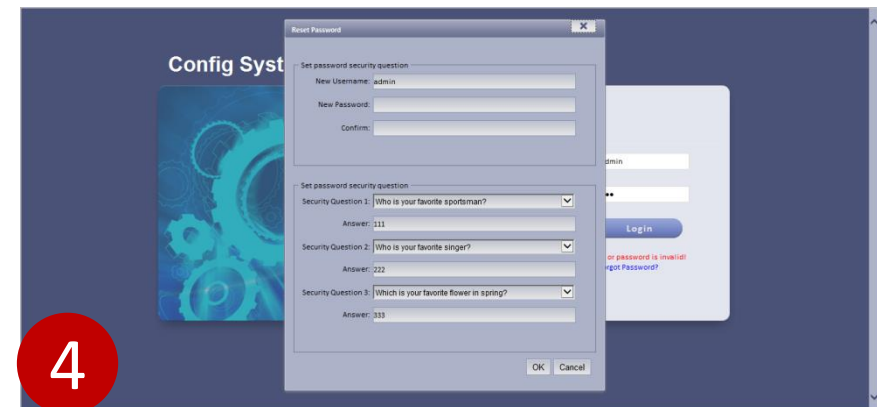 Reset Password
X
Config Syst
Set password security question
New Username: admin
New Password:
Confirm:
dmin
Set password security question
Security Question 1: Who is your favorite sportsman?
Answer: 111
Login
Security Question 2: Who is your favorite singer?
or password is invalid!
rgot Password?
Answer: 222
Security Question 3: Which is your favorite flower in spring?
Answer: 333
4
OK Cancel